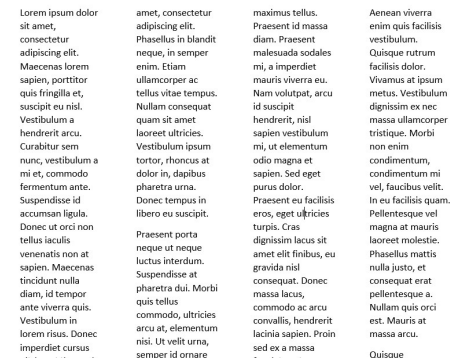 Lorem ipsum dolor
sit amet,
consectetur
adipiscing elit.
Maecenas lorem
sapien, porttitor
quis fringilla et,
suscipit eu nisl.
Vestibulum a
hendrerit arcu.
Curabitur sem
nunc, vestibulum a
mi et, commodo
fermentum ante.
Suspendisse id
accumsan ligula.
Donec ut orci non
tellus iaculis
venenatis non at
sapien. Maecenas
tincidunt nulla
diam, id tempor
ante viverra quis.
Vestibulum in
lorem risus. Donec
imperdiet cursus
amet, consectetur
adipiscing elit.
Phasellus in blandit
neque, in semper
enim. Etiam
ullamcorper ac
tellus vitae tempus.
Nullam consequat
quam sit amet
laoreet ultricies.
Vestibulum ipsum
tortor, rhoncus at
dolor in, dapibus
pharetra urna.
Donec tempus in
libero eu suscipit.
Praesent porta
neque ut neque
luctus interdum.
Suspendisse at
pharetra dui. Morbi
quis tellus
commodo, ultricies
arcu at, elementum
nisi. Ut velit urna,
semper id ornare
maximus tellus.
Praesent id massa
diam. Praesent
malesuada sodales
mi, a imperdiet
mauris viverra eu.
Nam volutpat, arcu
id suscipit
hendrerit, nisl
sapien vestibulum
mi, ut elementum
odio magna et
sapien. Sed eget
purus dolor.
Praesent eu facilisis
eros, eget ultricies
turpis. Cras
dignissim lacus sit
amet elit finibus, eu
gravida nisl
consequat. Donec
massa lacus,
commodo ac arcu
convallis, hendrerit
lacinia sapien. Proin
sed ex a massa
Aenean viverra
enim quis facilisis
vestibulum.
Quisque rutrum
facilisis dolor.
Vivamus at ipsum
metus. Vestibulum
dignissim ex nec
massa ullamcorper
tristique. Morbi
non enim
condimentum,
condimentum mi
vel, faucibus velit.
In eu facilisis quam.
Pellentesque vel
magna at mauris
laoreet molestie.
Phasellus mattis
nulla justo, et
consequat erat
pellentesque a.
Nullam quis orci
est. Mauris at
massa arcu.
Quisque